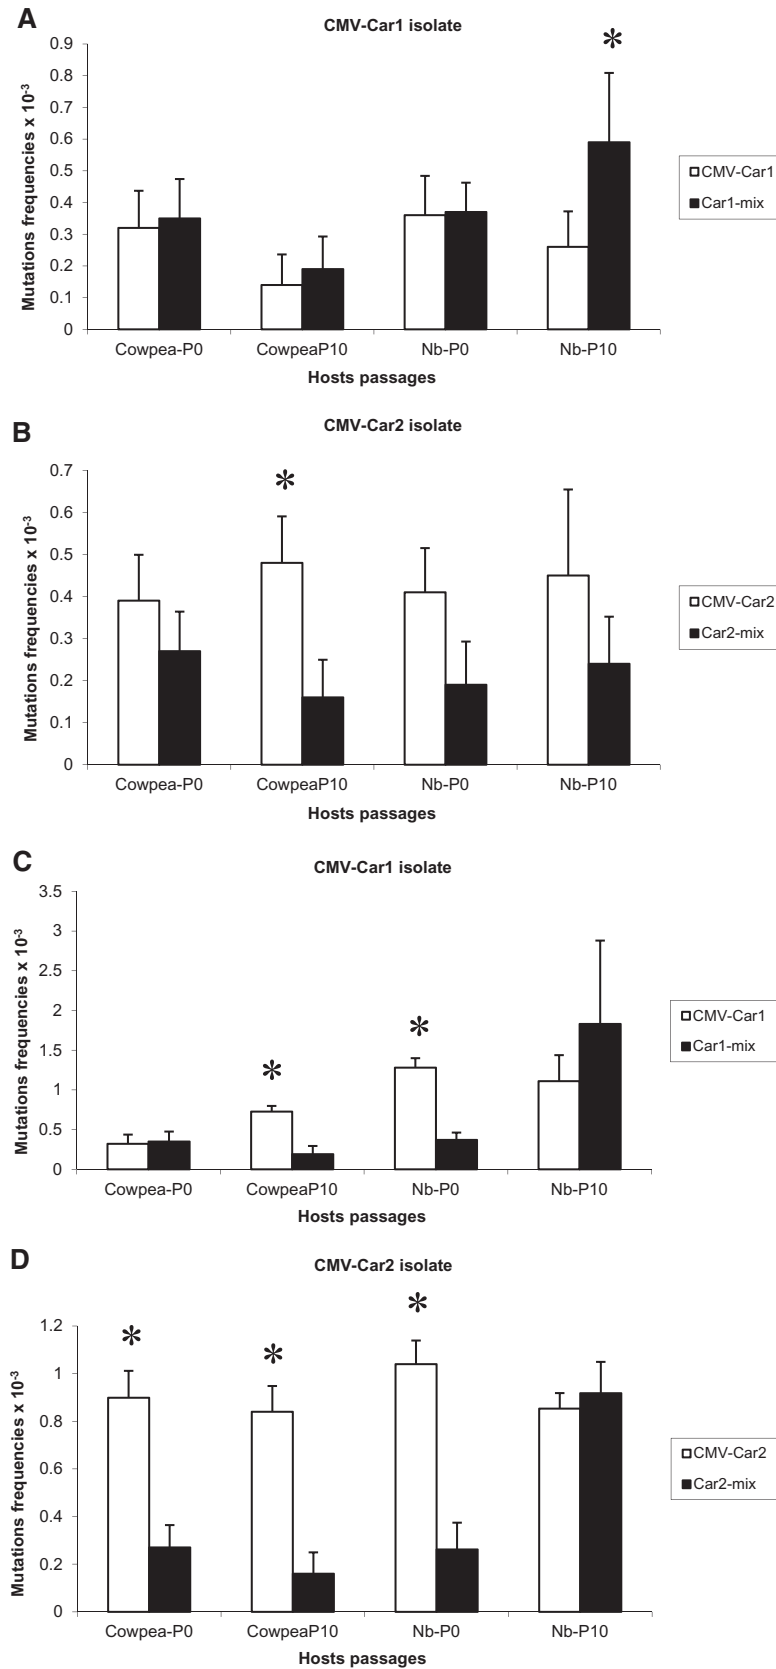 A
CMV-Car1 isolate
Mutations frequencies x 10-3
0.9
0.8
0.7
0.6
0.5
0.4
0.3
0.2
0.1
0
*
CMV-Car1
Car1-mix
Cowpea-P0 CowpeaP10 Nb-P0 Nb-P10
Hosts passages
B
CMV-Car2 isolate
Mutations frequencies x 10-3
0.7
0.6
0.5
0.4
0.3
0.2
0.1
0
*
CMV-Car2
Car2-mix
Cowpea-P0 CowpeaP10 Nb-P0 Nb-P10
Hosts passages
C
CMV-Car1 isolate
Mutations frequencies x 10-3
3.5
3
2.5
2
1.5
1
0.5
0
* *
CMV-Car1
Car1-mix
Cowpea-P0 CowpeaP10 Nb-P0 Nb-P10
Hosts passages
D
CMV-Car2 isolate
Mutations frequencies x 10-3
1.2
1
0.8
0.6
0.4
0.2
0
* * *
CMV-Car2
Car2-mix
Cowpea-P0 CowpeaP10 Nb-P0 Nb-P10
Hosts passages